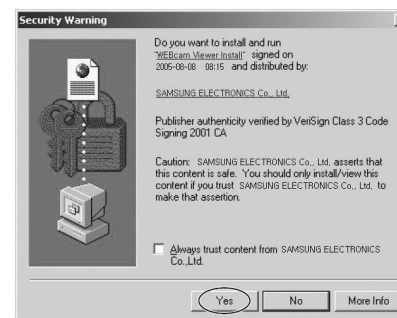 Security Warning
Do you want to install and run
"WEBcam Viewer Install" signed on
2005-08-08 08:15 and distributed by:
SAMSUNG ELECTRONICS Co., Ltd.
Publisher authenticity verified by VeriSign Class 3 Code
Signing 2001 CA
Caution: SAMSUNG ELECTRONICS Co., Ltd, asserts that
this content is safe. You should only install/view this
content if you trust SAMSUNG ELECTRONICS Co., Ltd, to
make that assertion.
Always trust content from SAMSUNG ELECTRONICS
Co.,Ltd.
Yes No More Info